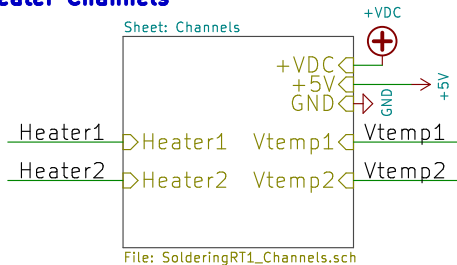 eater Channels
+VDC
Sheet: Channels
+VDC
+5V
+5V
GND
GND
Heater1
Heater1
Vtemp1
Vtemp1
Heater2
Heater2
Vtemp2
Vtemp2
File: SolderingRT1_Channels.sch